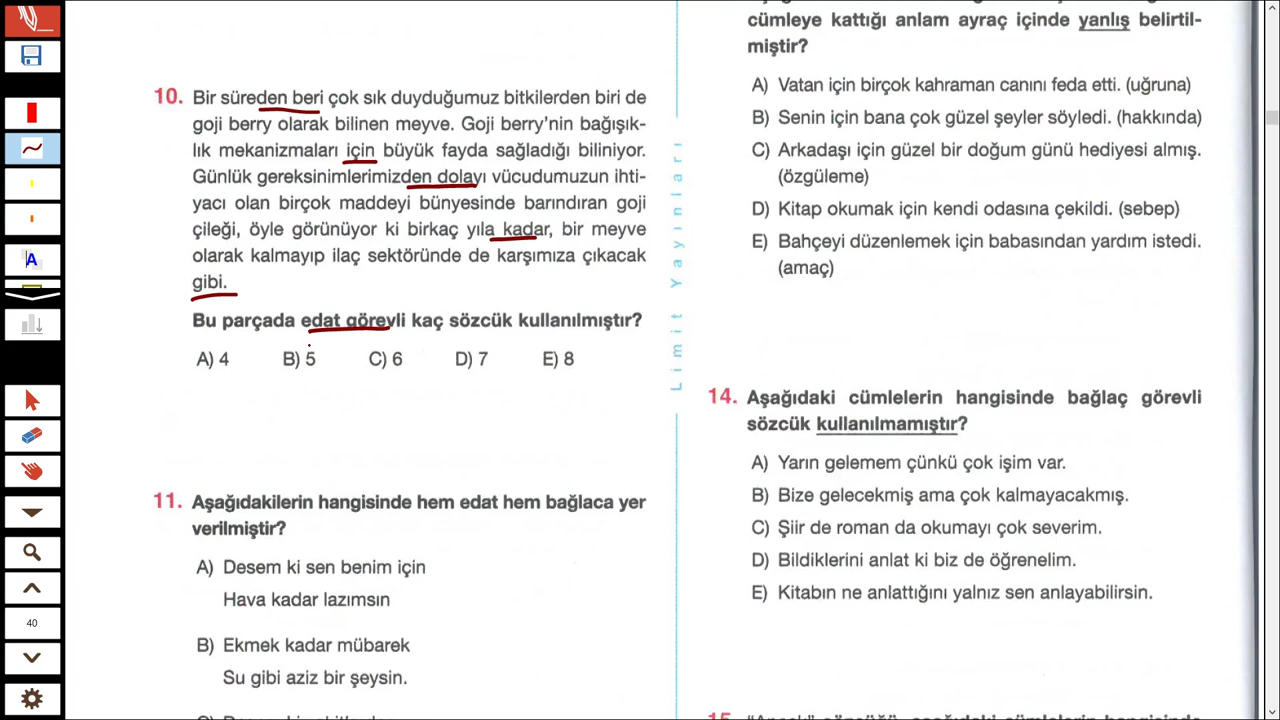 10. Bir süreden beri çok sık duyduğumuz bitkilerden biri de
goji berry olarak bilinen meyve. Goji berry'nin bağışık-
lık mekanizmaları için büyük fayda sağladığı biliniyor.
Günlük gereksinimlerimizden dolayı vücudumuzun ihti-
yacı olan birçok maddeyi bünyesinde barındıran goji
çileği, öyle görünüyor ki birkaç yıla kadar, bir meyve
olarak kalmayıp ilaç sektöründe de karşımıza çıkacak
gibi.
Bu parçada edat görevli kaç sözcük kullanılmıştır?
A) 4 B) 5 C) 6 D) 7 E) 8
11. Aşağıdakilerin hangisinde hem edat hem bağlaca yer
verilmiştir?
A) Desem ki sen benim için
Hava kadar lazımsın
B) Ekmek kadar mübarek
Su gibi aziz bir şeysin.
Limit Yayınları
cümleye kattığı anlam ayraç içinde yanlış belirtil-
miştir?
A) Vatan için birçok kahraman canını feda etti. (uğruna)
B) Senin için bana çok güzel şeyler söyledi. (hakkında)
C) Arkadaşı için güzel bir doğum günü hediyesi almış.
(özgüleme)
D) Kitap okumak için kendi odasına çekildi. (sebep)
E) Bahçeyi düzenlemek için babasından yardım istedi.
(amaç)
14. Aşağıdaki cümlelerin hangisinde bağlaç görevli
sözcük kullanılmamıştır?
A) Yarın gelemem çünkü çok işim var.
B) Bize gelecekmiş ama çok kalmayacakmış.
C) Şiir de roman da okumayı çok severim.
D) Bildiklerini anlat ki biz de öğrenelim.
E) Kitabın ne anlattığını yalnız sen anlayabilirsin.
A
40